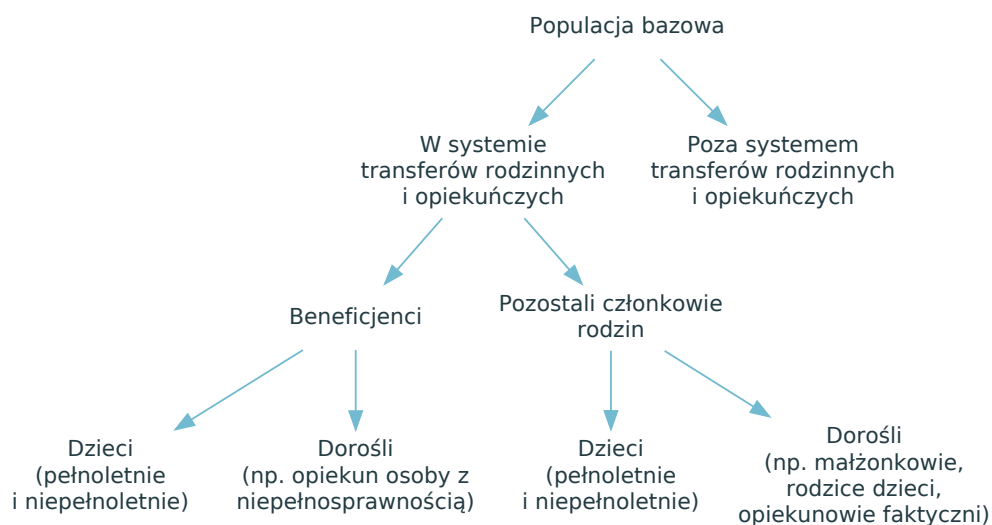 Populacja bazowa
W systemie
transferów rodzinnych
i opiekuńczych
Poza systemem
transferów rodzinnych
i opiekuńczych
Beneficjenci
Pozostali członkowie
rodzin
Dzieci
(pełnoletnie
i niepełnoletnie)
Dorośli
(np. opiekun osoby z
niepełnosprawnością)
Dzieci
(pełnoletnie
i niepełnoletnie)
Dorośli
(np. małżonkowie,
rodzice dzieci,
opiekunowie faktyczni)